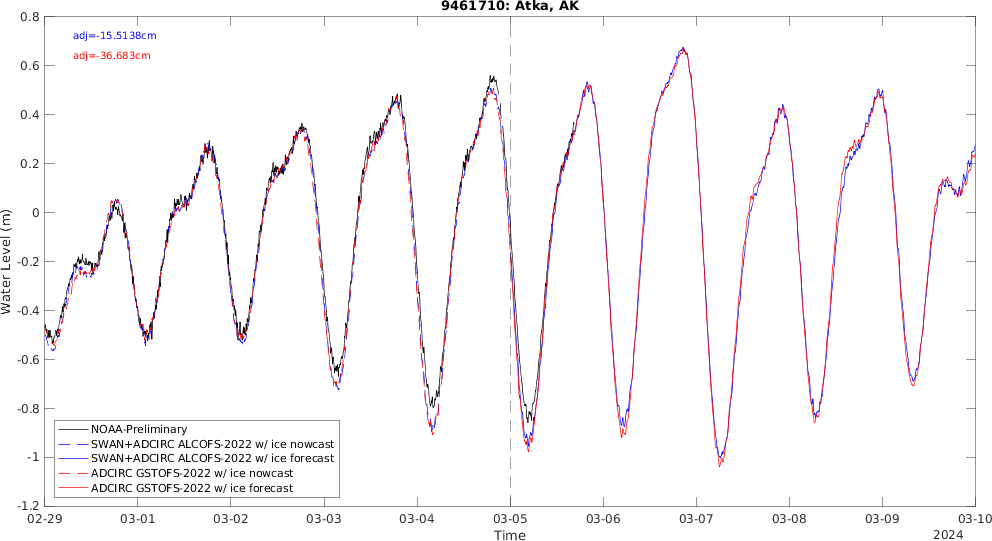 9461710: Atka, AK
adj=-15.5138cm
adj=-36.683cm
0.8
0.6
0.4
0.2
0
-0.2
-0.4
-0.6
-0.8
-1
-1.2
Water Level (m)
NOAA-Preliminary
SWAN+ADCIRC ALCOFS-2022 w/ ice nowcast
SWAN+ADCIRC ALCOFS-2022 w/ ice forecast
ADCIRC GSTOFS-2022 w/ ice nowcast
ADCIRC GSTOFS-2022 w/ ice forecast
02-29 03-01 03-02 03-03 03-04 03-05 03-06 03-07 03-08 03-09 03-10
Time
2024